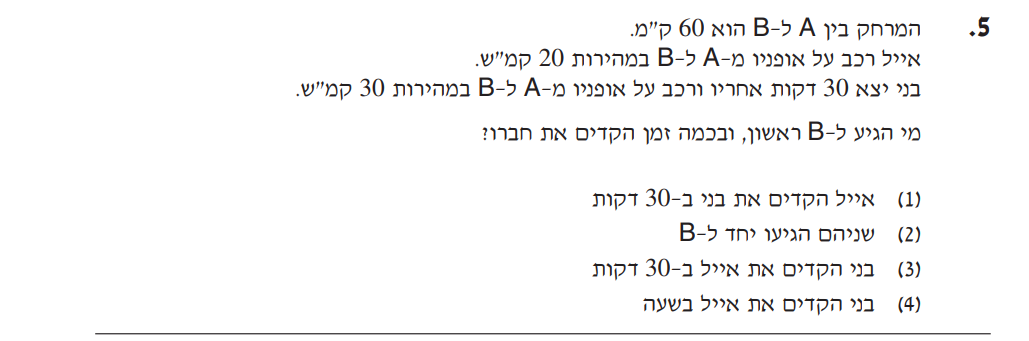 5. המרחק בין A ל-B הוא 60 ק"מ.
אייל רכב על אופניו מ-A ל-B במהירות 20 קמ"ש.
בני יצא 30 דקות אחריו ורכב על אופניו מ-A ל-B במהירות 30 קמ"ש.
מי הגיע ל-B ראשון, ובכמה זמן הקדים את חברו?
(1) אייל הקדים את בני ב-30 דקות
(2) שניהם הגיעו יחד ל-B
(3) בני הקדים את אייל ב-30 דקות
(4) בני הקדים את אייל בשעה